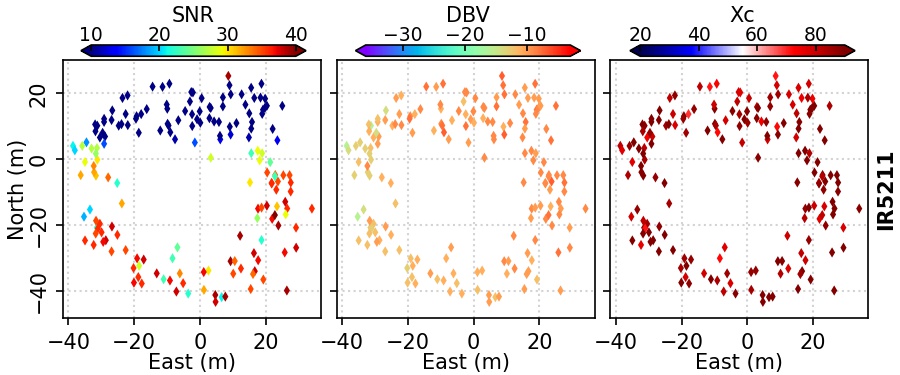 SNR DBV Xc
10 20 30 40 −30 −20 −10 20 40 60 80
20
0
−20
−40
North (m)
−40 −20 0 20 −40 −20 0 20 −40 −20 0 20
East (m) East (m) East (m)
IR5211